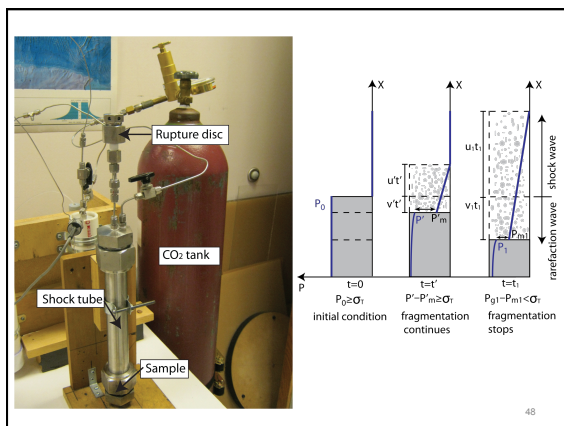 Rupture disc
CO₂ tank
Shock tube
Sample
X
X
X
P₀
u't'
v't'
P'
P'm
u₁t₁
v₁t₁
Pm1
P₁
shock wave
rarefaction wave
P
t=0
P₀≥σT
initial condition
t=t'
P'−P'm≥σT
fragmentation
continues
t=t₁
Pg1−Pm1<σT
fragmentation
stops
48